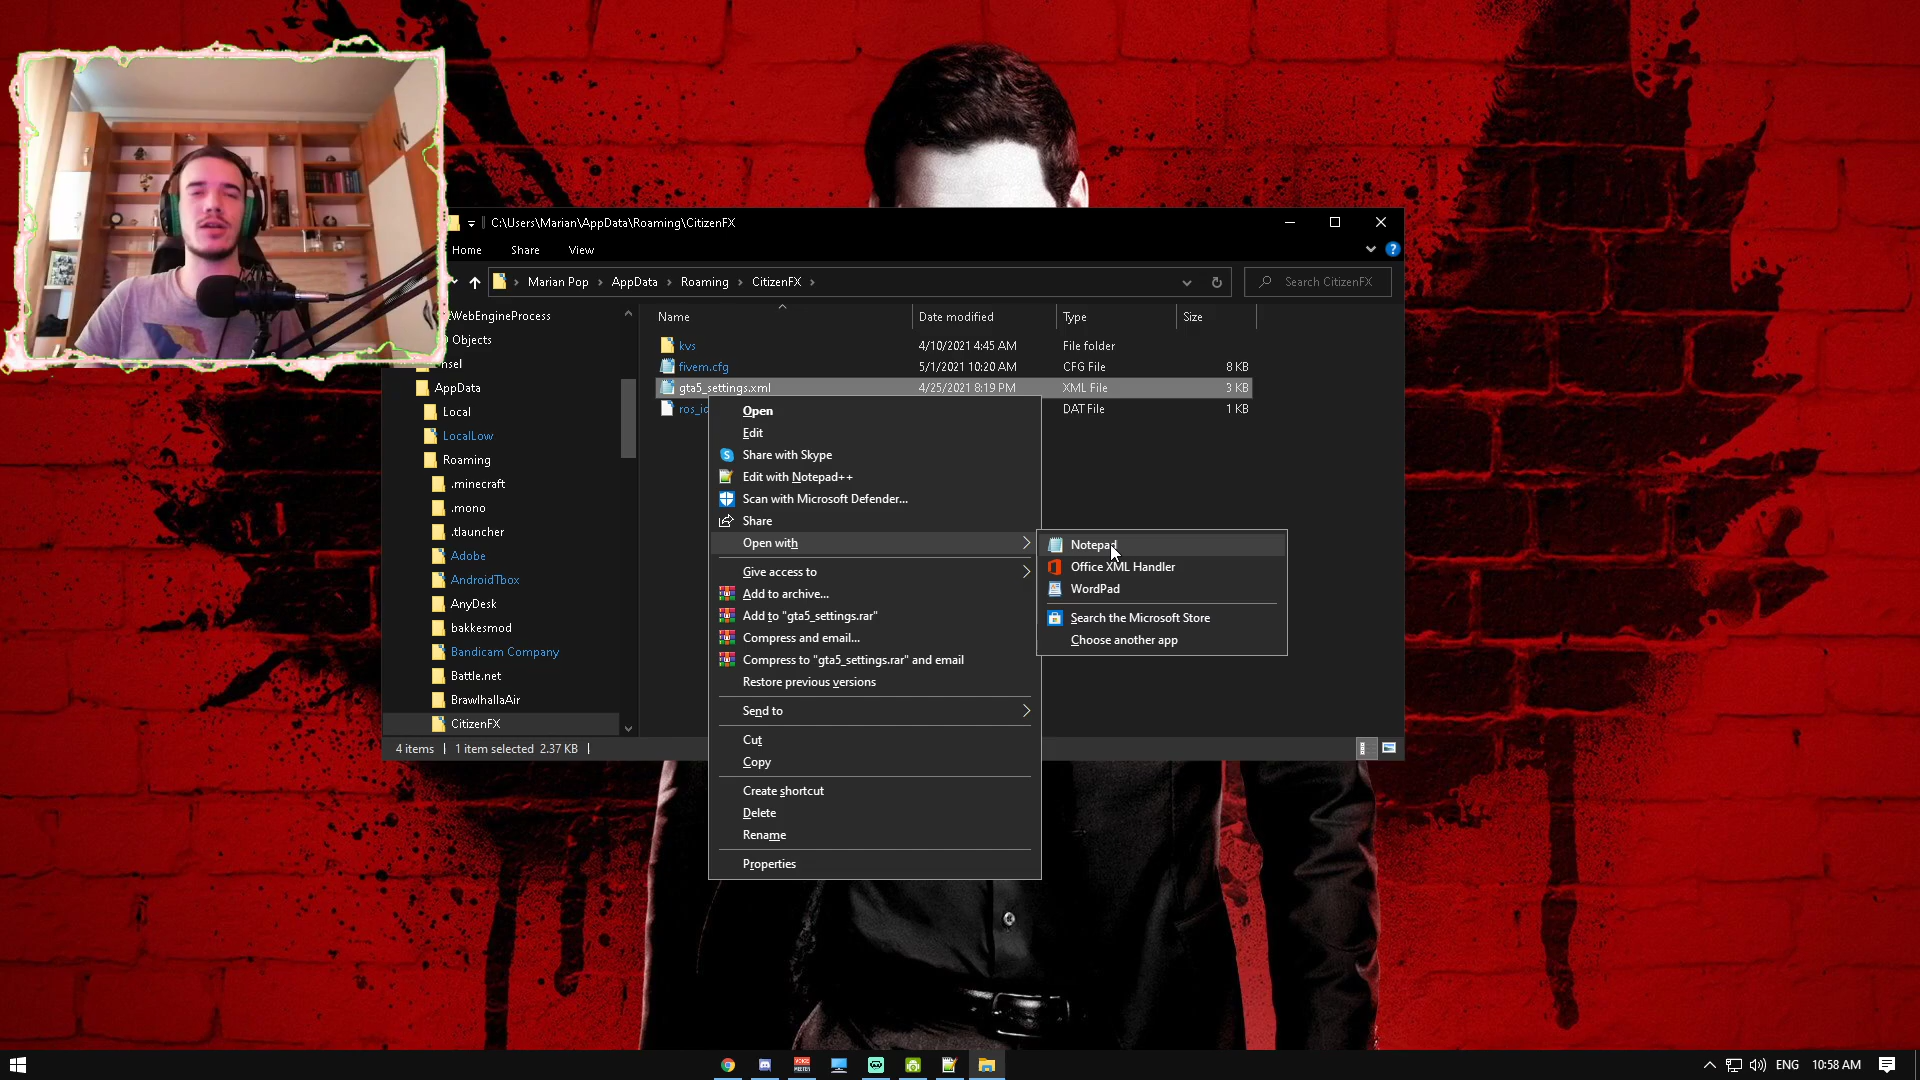 C:\Users\Marian\AppData\Roaming\CitizenFX
Home Share View
Marian Pop AppData Roaming CitizenFX Search CitizenFX
WebEngineProcess
Objects
AppData
Local
LocalLow
Roaming
.minecraft
.mono
.tlauncher
Adobe
AndroidTbox
AnyDesk
bakkesmod
Bandicam Company
Battle.net
BrawlhallaAir
CitizenFX
Name Date modified Type Size
kvs 4/10/2021 4:45 AM File folder
fivem.cfg 5/1/2021 10:20 AM CFG File 8 KB
gta5_settings.xml 4/25/2021 8:19 PM XML File 3 KB
DAT File 1 KB
Open
Edit
Share with Skype
Edit with Notepad++
Scan with Microsoft Defender...
Share
Open with
Give access to
Add to archive...
Add to "gta5_settings.rar"
Compress and email...
Compress to "gta5_settings.rar" and email
Restore previous versions
Send to
Cut
Copy
Create shortcut
Delete
Rename
Properties
Notepad
Office XML Handler
WordPad
Search the Microsoft Store
Choose another app
4 items 1 item selected 2.37 KB
ENG 10:58 AM